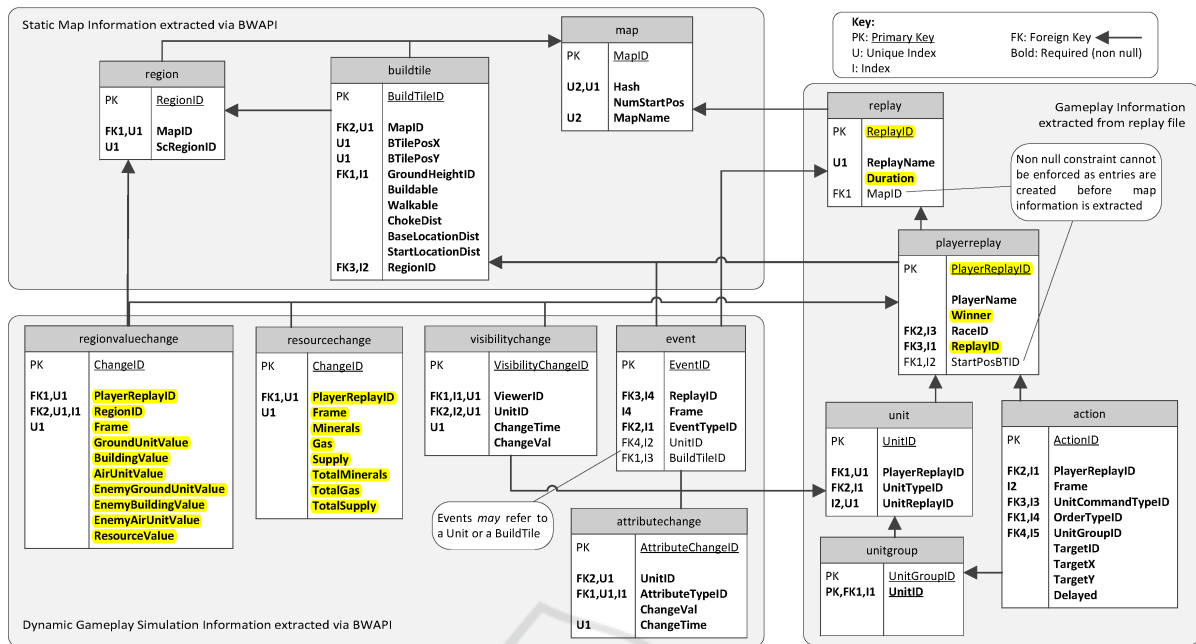 Static Map Information extracted via BWAPI
map
PK MapID
U2,U1 Hash
NumStartPos
U2 MapName
Key:
PK: Primary Key
U: Unique Index
I: Index
FK: Foreign Key
Bold: Required (non null)
region
PK RegionID
FK1,U1 MapID
U1 ScRegionID
buildtile
PK BuildTileID
FK2,U1 MapID
U1 BTilePosX
U1 BTilePosY
FK1,I1 GroundHeightID
Buildable
Walkable
ChokeDist
BaseLocationDist
StartLocationDist
FK3,I2 RegionID
replay
PK ReplayID
U1 ReplayName
Duration
FK1 MapID
Gameplay Information
extracted from replay file
Non null constraint cannot
be enforced as entries are
created before map
information is extracted
playerreplay
PK PlayerReplayID
PlayerName
Winner
FK2,I3 RaceID
FK3,I1 ReplayID
FK1,I2 StartPosBTID
regionvaluechange
PK ChangeID
FK1,U1 PlayerReplayID
FK2,U1,I1 RegionID
U1 Frame
GroundUnitValue
BuildingValue
AirUnitValue
EnemyGroundUnitValue
EnemyBuildingValue
EnemyAirUnitValue
ResourceValue
resourcechange
PK ChangeID
FK1,U1 PlayerReplayID
U1 Frame
Minerals
Gas
Supply
TotalMinerals
TotalGas
TotalSupply
visibilitychange
PK VisibilityChangeID
FK1,I1,U1 ViewerID
FK2,I2,U1 UnitID
U1 ChangeTime
ChangeVal
event
PK EventID
FK3,I4 ReplayID
I4 Frame
FK2,I1 EventTypeID
FK4,I2 UnitID
FK1,I3 BuildTileID
Events may refer to
a Unit or a BuildTile
attributechange
PK AttributeChangeID
FK2,U1 UnitID
FK1,U1,I1 AttributeTypeID
ChangeVal
U1 ChangeTime
unit
PK UnitID
FK1,U1 PlayerReplayID
FK2,I1 UnitTypeID
I2,U1 UnitReplayID
action
PK ActionID
FK2,I1 PlayerReplayID
I2 Frame
FK3,I3 UnitCommandTypeID
FK1,I4 OrderTypeID
FK4,I5 UnitGroupID
TargetID
TargetX
TargetY
Delayed
unitgroup
PK UnitGroupID
PK,FK1,I1 UnitID
Dynamic Gameplay Simulation Information extracted via BWAPI